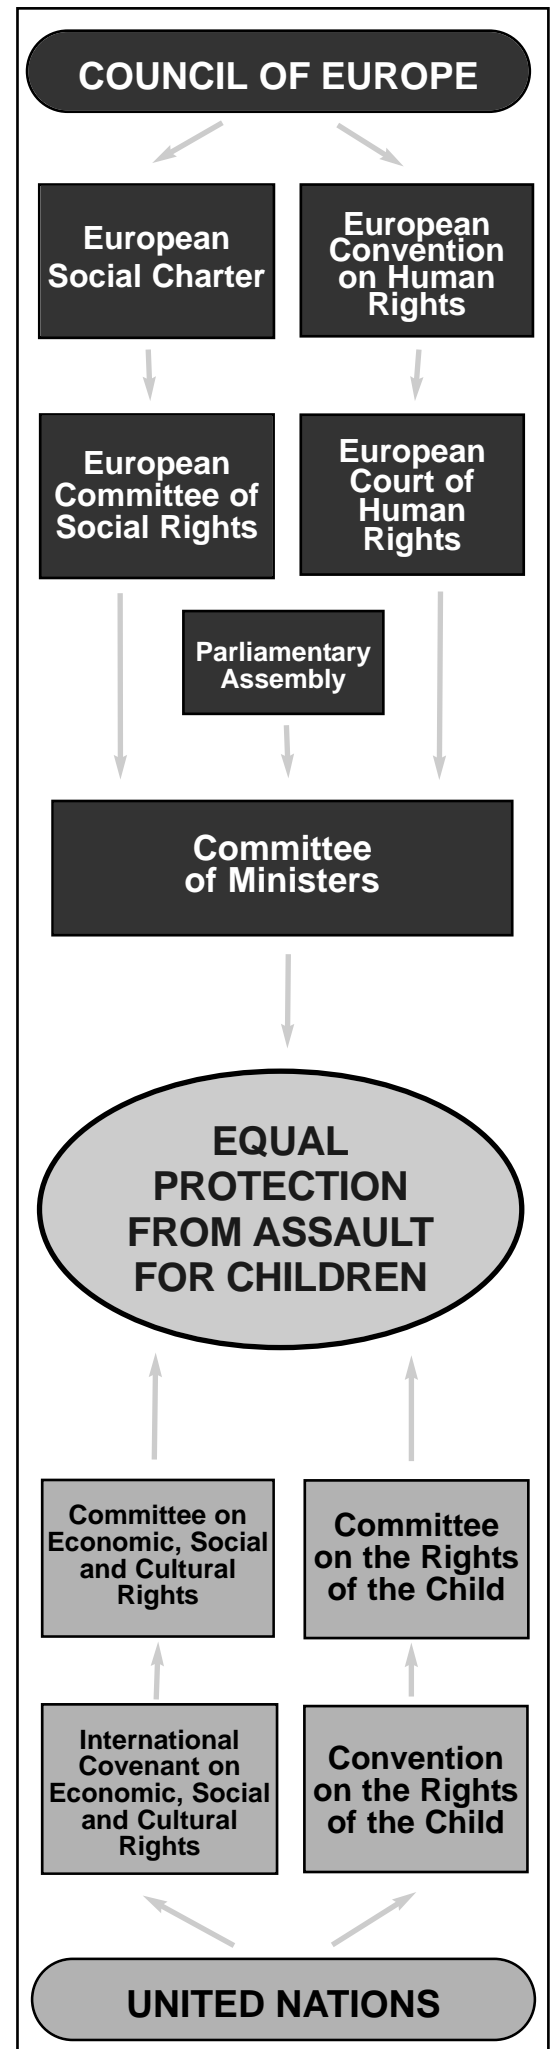 COUNCIL OF EUROPE
European
Social Charter
European
Convention
on Human
Rights
European
Committee of
Social Rights
European
Court of
Human
Rights
Parliamentary
Assembly
Committee
of Ministers
EQUAL
PROTECTION
FROM ASSAULT
FOR CHILDREN
Committee on
Economic, Social
and Cultural
Rights
Committee
on the Rights
of the Child
International
Covenant on
Economic, Social
and Cultural
Rights
Convention
on the Rights
of the Child
UNITED NATIONS